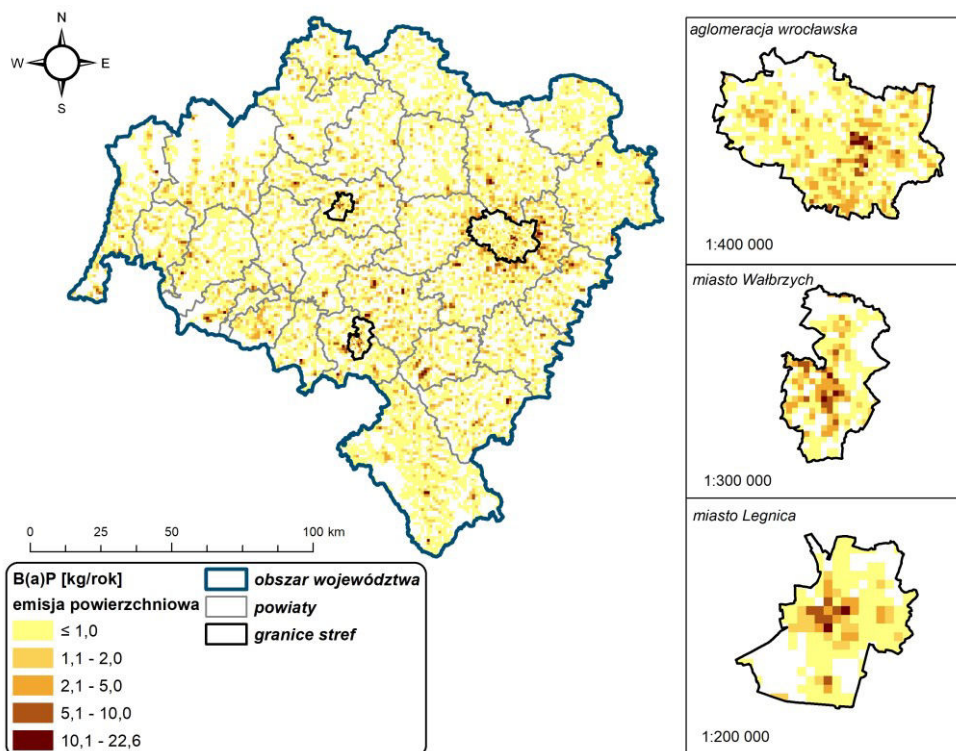 N
W
E
S
aglomeracja wrocławska
1:400 000
miasto Wałbrzych
1:300 000
miasto Legnica
1:200 000
0 25 50 100 km
B(a)P [kg/rok]
emisja powierzchniowa
≤ 1,0
1,1 - 2,0
2,1 - 5,0
5,1 - 10,0
10,1 - 22,6
obszar województwa
powiaty
granice stref